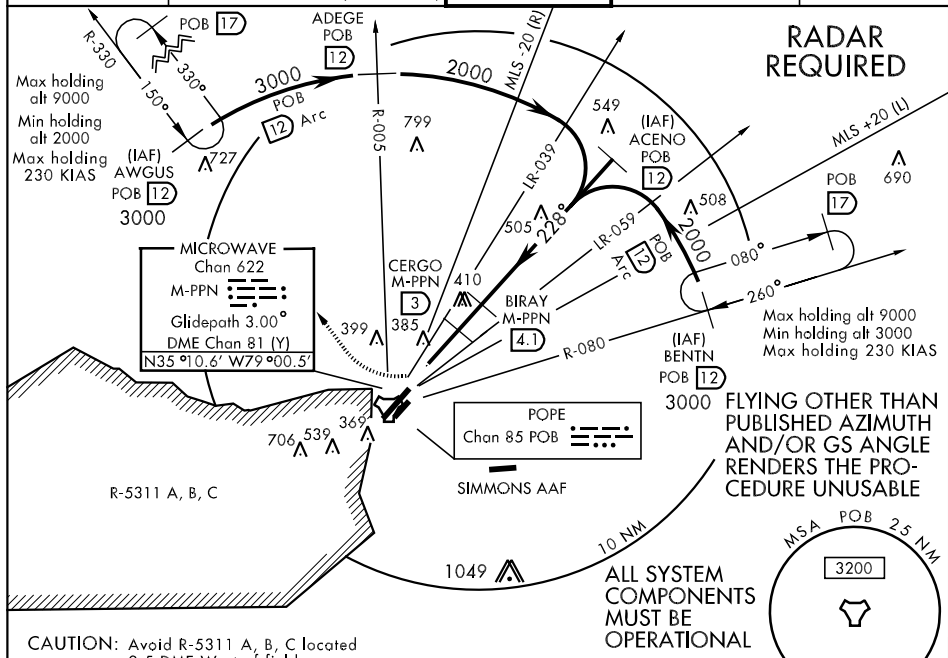 R-330
POB 17
330°
150°
Max holding
alt 9000
Min holding
alt 2000
Max holding
230 KIAS
(IAF)
AWGUS
POB 12
3000
727
3000
POB
12 Arc
ADEGE
POB
12
R-005
799
2000
MLS -20 (R)
LR-039
549
(IAF)
ACENO
POB
12
RADAR
REQUIRED
MLS +20 (L)
690
POB
17
508
2000
LR-059
POB
12
Arc
505
228°
080°
260°
Max holding alt 9000
Min holding alt 3000
Max holding 230 KIAS
R-080
(IAF)
BENTN
POB 12
3000
MICROWAVE
Chan 622
M-PPN
Glidepath 3.00°
DME Chan 81 (Y)
N35°10.6' W79°00.5'
CERGO
M-PPN
3
410
BIRAY
M-PPN
4.1
399
385
369
706
539
POPE
Chan 85 POB
SIMMONS AAF
R-5311 A, B, C
FLYING OTHER THAN
PUBLISHED AZIMUTH
AND/OR GS ANGLE
RENDERS THE PRO-
CEDURE UNUSABLE
10 NM
1049
ALL SYSTEM
COMPONENTS
MUST BE
OPERATIONAL
MSA POB 25 NM
3200
CAUTION: Avoid R-5311 A, B, C located